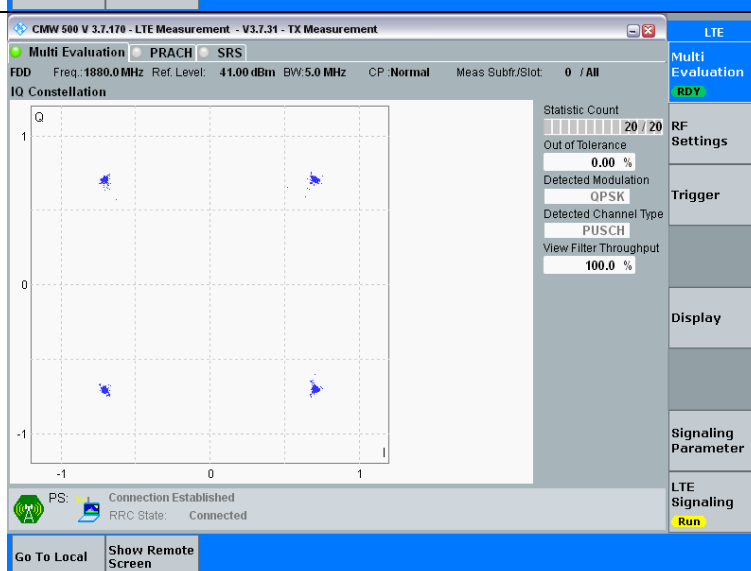 CMW 500 V 3.7.170 - LTE Measurement - V3.7.31 - TX Measurement
LTE
Multi Evaluation PRACH SRS
Multi
Evaluation
RDY
FDD Freq.:1880.0 MHz Ref. Level: 41.00 dBm BW:5.0 MHz CP :Normal Meas Subfr./Slot: 0 / All
IQ Constellation
Q
1
0
-1
I
-1 0 1
Statistic Count
20 / 20
Out of Tolerance
0.00 %
Detected Modulation
QPSK
Detected Channel Type
PUSCH
View Filter Throughput
100.0 %
RF
Settings
Trigger
Display
Signaling
Parameter
LTE
Signaling
Run
PS: Connection Established
RRC State: Connected
Go To Local
Show Remote
Screen